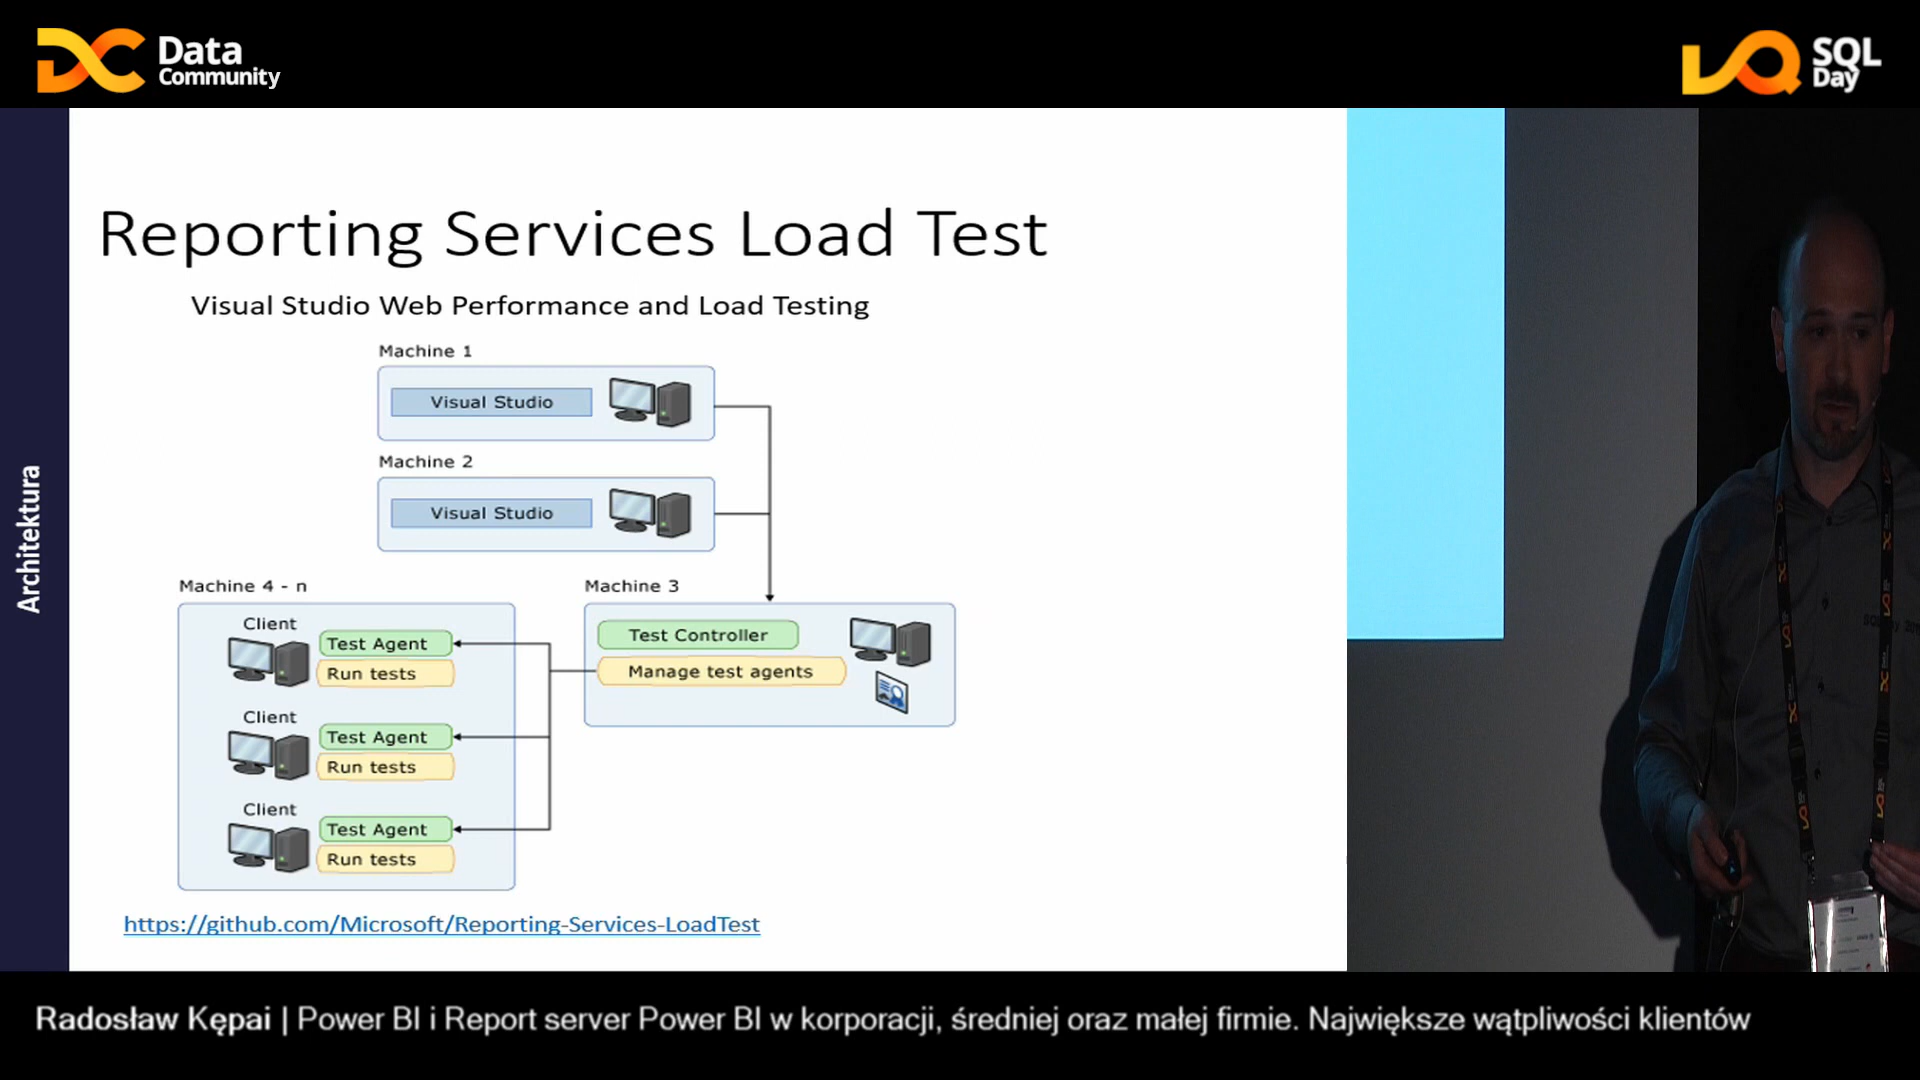 Data
Community
SQL
Day
Architektura
Reporting Services Load Test
Visual Studio Web Performance and Load Testing
Machine 1
Visual Studio
Machine 2
Visual Studio
Machine 4 - n
Client
Test Agent
Run tests
Client
Test Agent
Run tests
Client
Test Agent
Run tests
Machine 3
Test Controller
Manage test agents
https://github.com/Microsoft/Reporting-Services-LoadTest
Radosław Kępai | Power BI i Report server Power BI w korporacji, średniej oraz małej firmie. Największe wątpliwości klientów